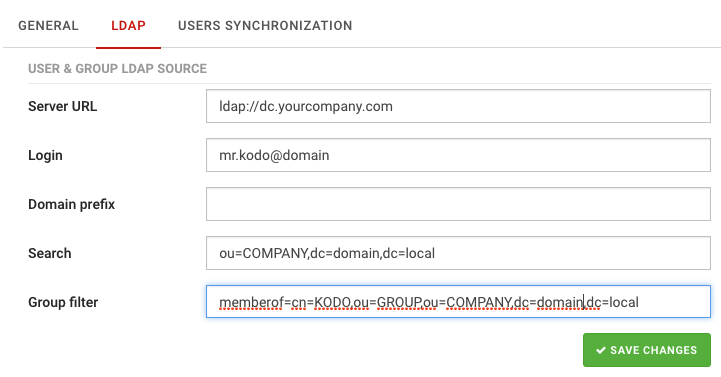 GENERAL LDAP USERS SYNCHRONIZATION
USER & GROUP LDAP SOURCE
Server URL ldap://dc.yourcompany.com
Login mr.kodo@domain
Domain prefix
Search ou=COMPANY,dc=domain,dc=local
Group filter memberof=cn=KODO,ou=GROUP,ou=COMPANY,dc=domain,dc=local
SAVE CHANGES